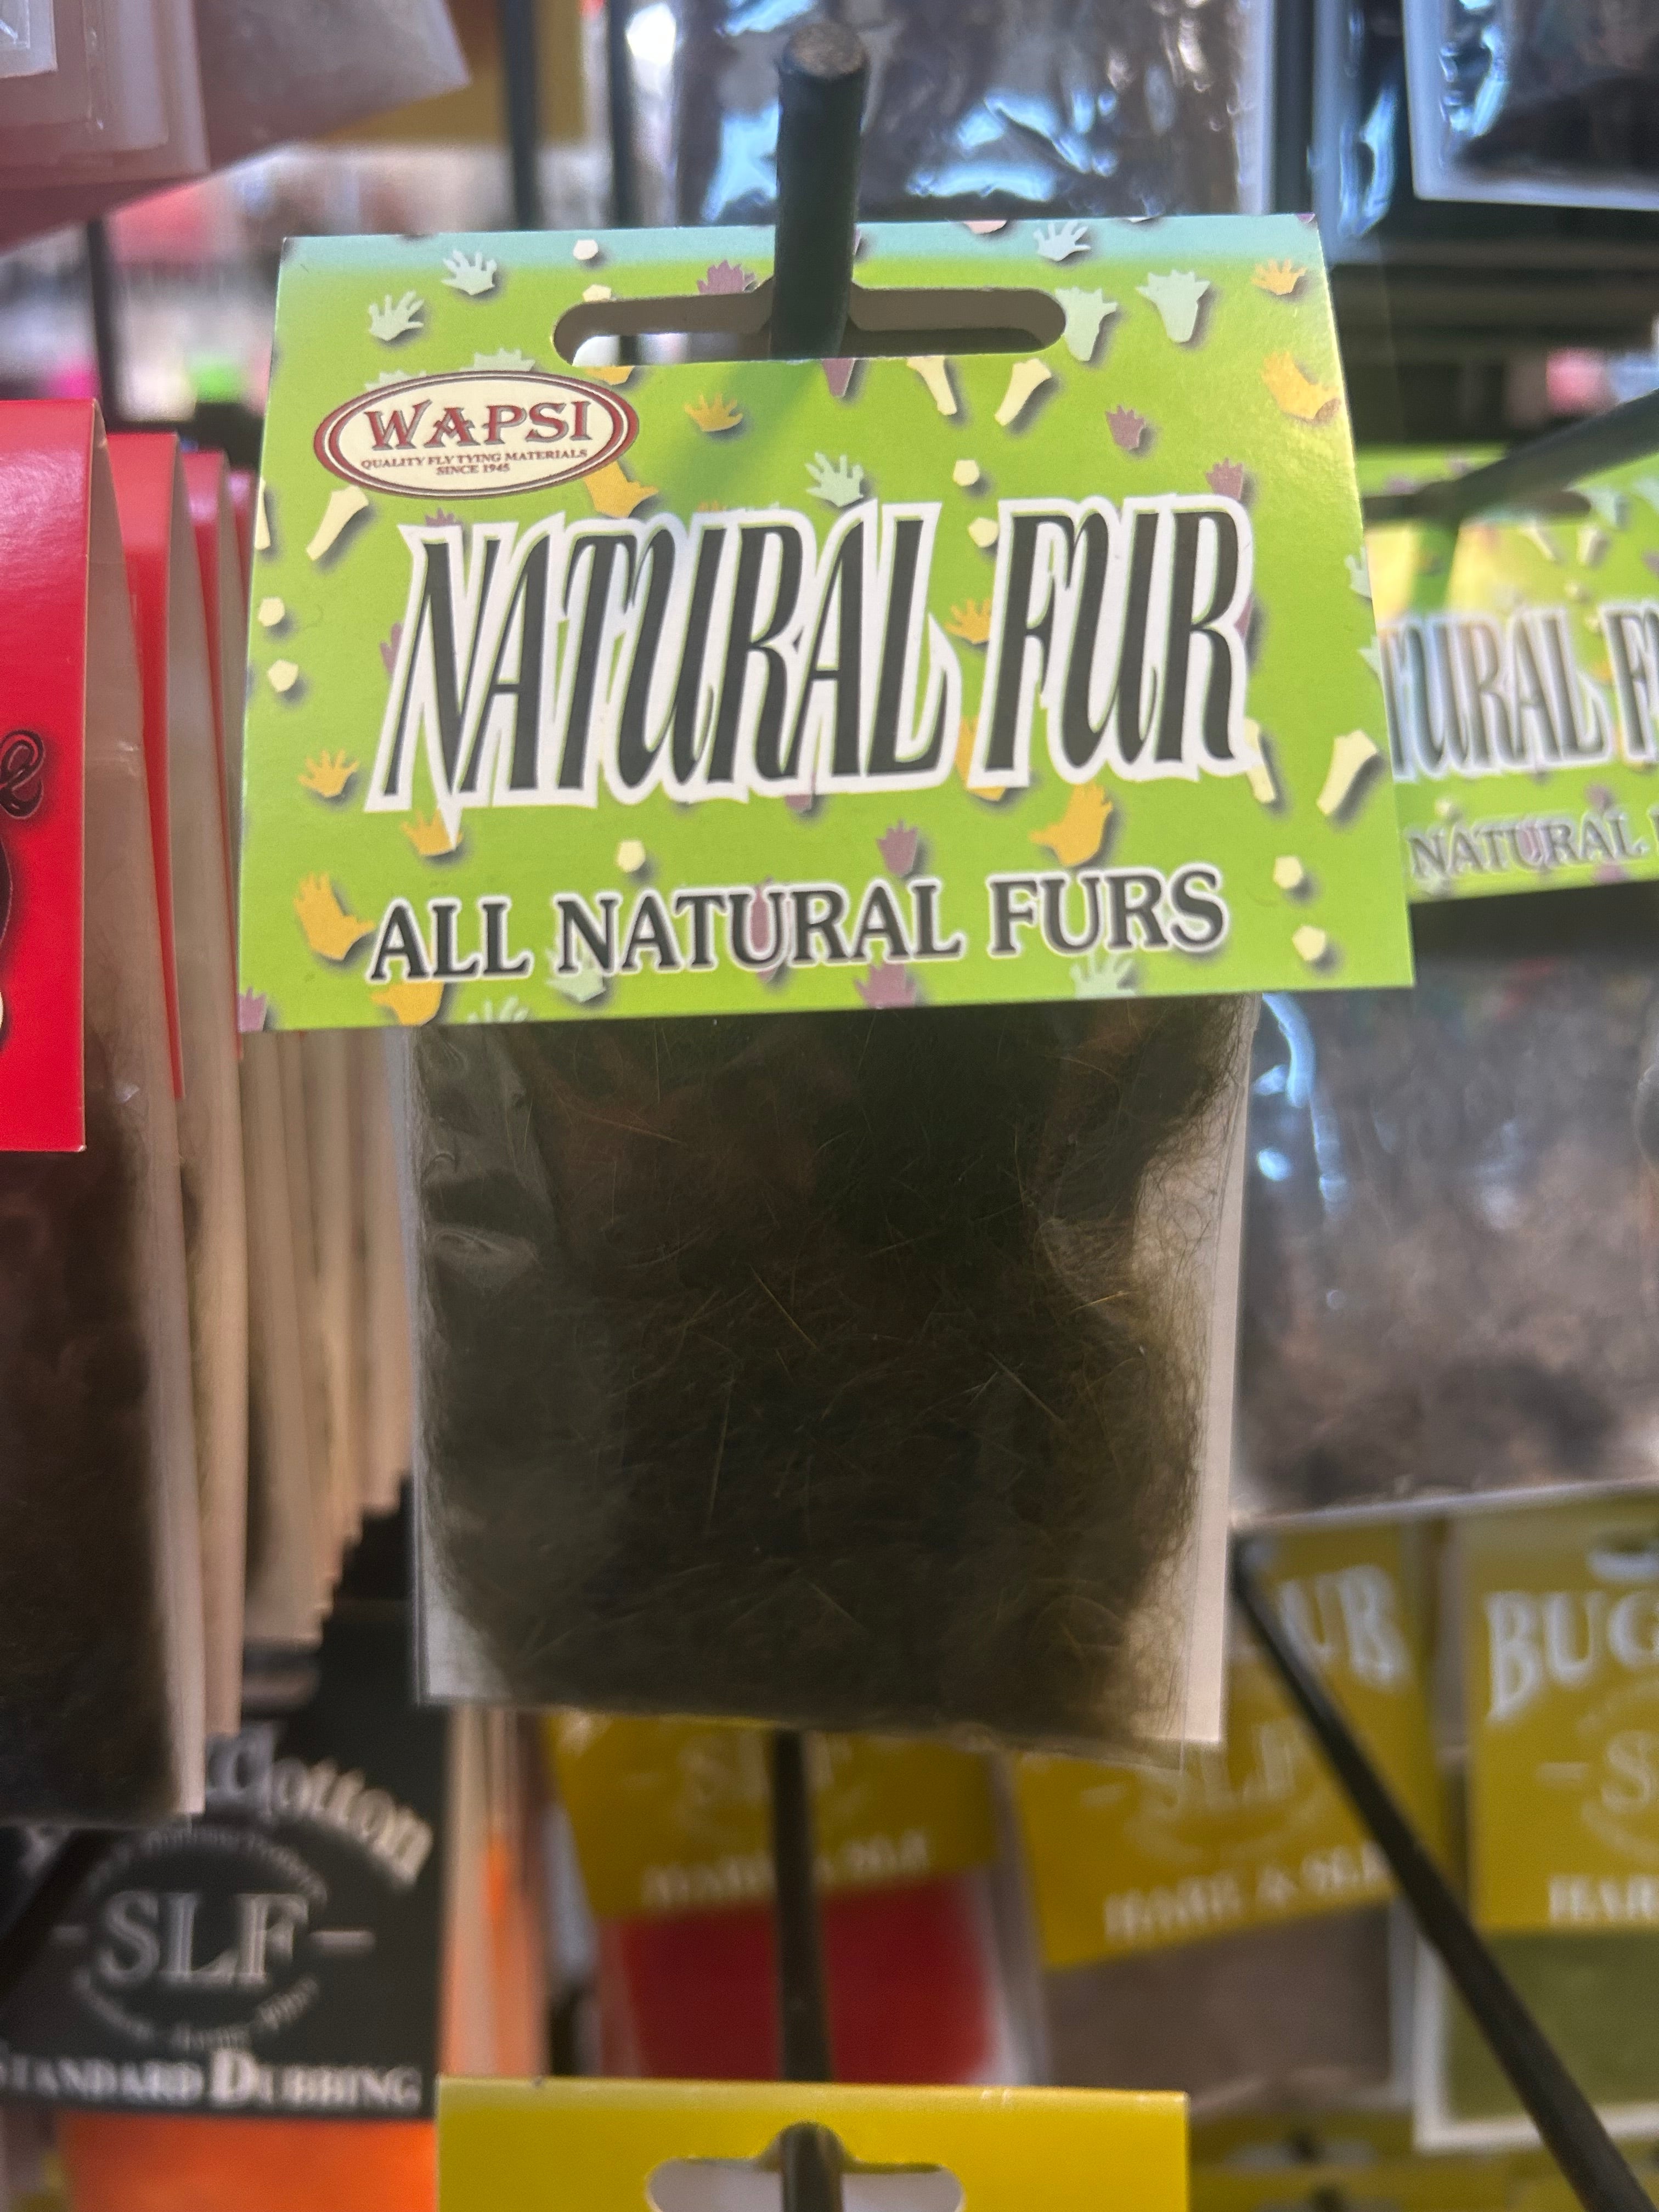 WAPSI
QUALITY FLY TYING MATERIALS
SINCE 1945
NATURAL FUR
ALL NATURAL FURS
NATURAL
SLF
STANDARD DUBBING
SLF
HARE &
SLF
HARE & SLF
BUG